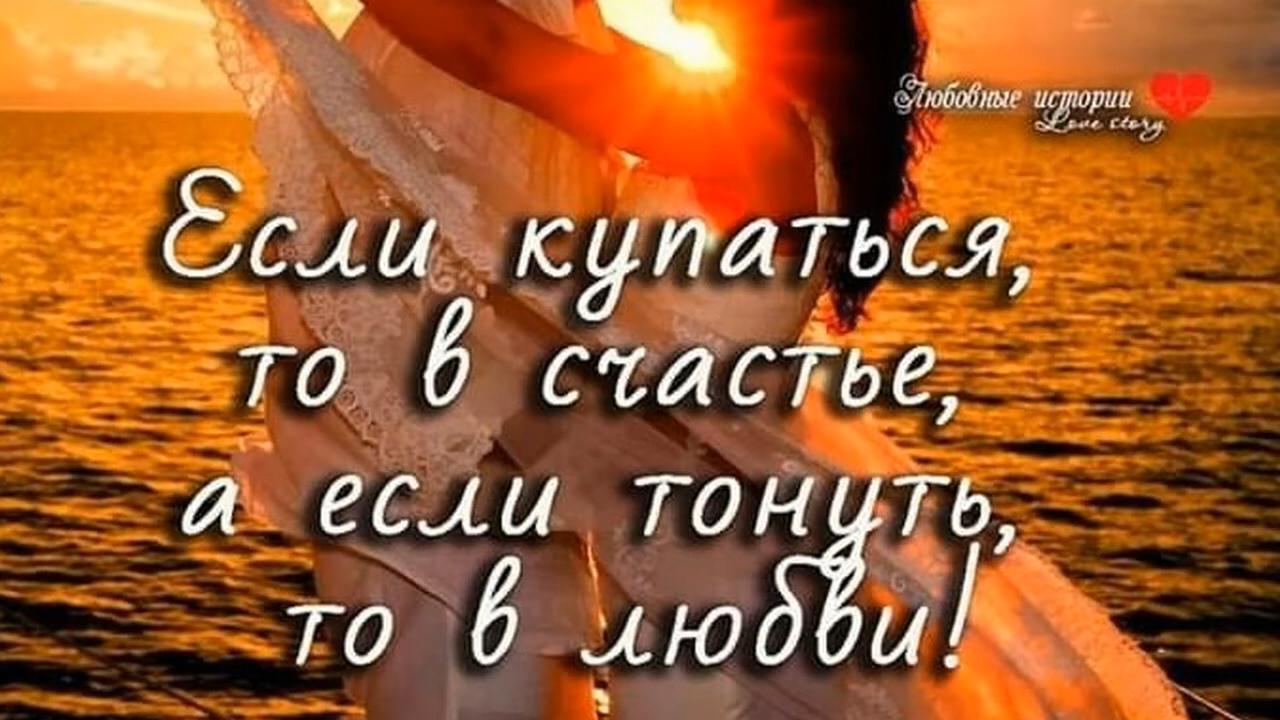 Любовные истории
Love story
Если купаться,
то в счастье,
а если тонуть,
то в любви!